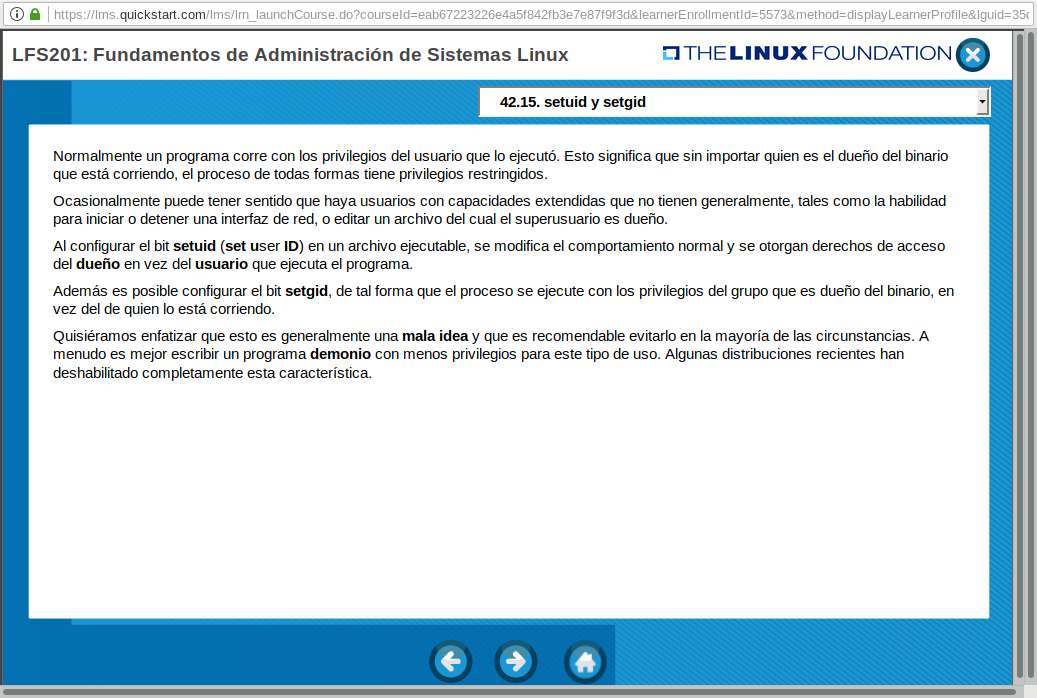 https://lms.quickstart.com/lms/lrn_launchCourse.do?courseId=eab67223226e4a5f842fb3e7e87f9f3d&learnerEnrollmentId=5573&method=displayLearnerProfile&lguid=35c
LFS201: Fundamentos de Administración de Sistemas Linux
THE LINUX FOUNDATION
42.15. setuid y setgid
Normalmente un programa corre con los privilegios del usuario que lo ejecutó. Esto significa que sin importar quien es el dueño del binario
que está corriendo, el proceso de todas formas tiene privilegios restringidos.
Ocasionalmente puede tener sentido que haya usuarios con capacidades extendidas que no tienen generalmente, tales como la habilidad
para iniciar o detener una interfaz de red, o editar un archivo del cual el superusuario es dueño.
Al configurar el bit setuid (set user ID) en un archivo ejecutable, se modifica el comportamiento normal y se otorgan derechos de acceso
del dueño en vez del usuario que ejecuta el programa.
Además es posible configurar el bit setgid, de tal forma que el proceso se ejecute con los privilegios del grupo que es dueño del binario, en
vez del de quien lo está corriendo.
Quisiéramos enfatizar que esto es generalmente una mala idea y que es recomendable evitarlo en la mayoría de las circunstancias. A
menudo es mejor escribir un programa demonio con menos privilegios para este tipo de uso. Algunas distribuciones recientes han
deshabilitado completamente esta característica.